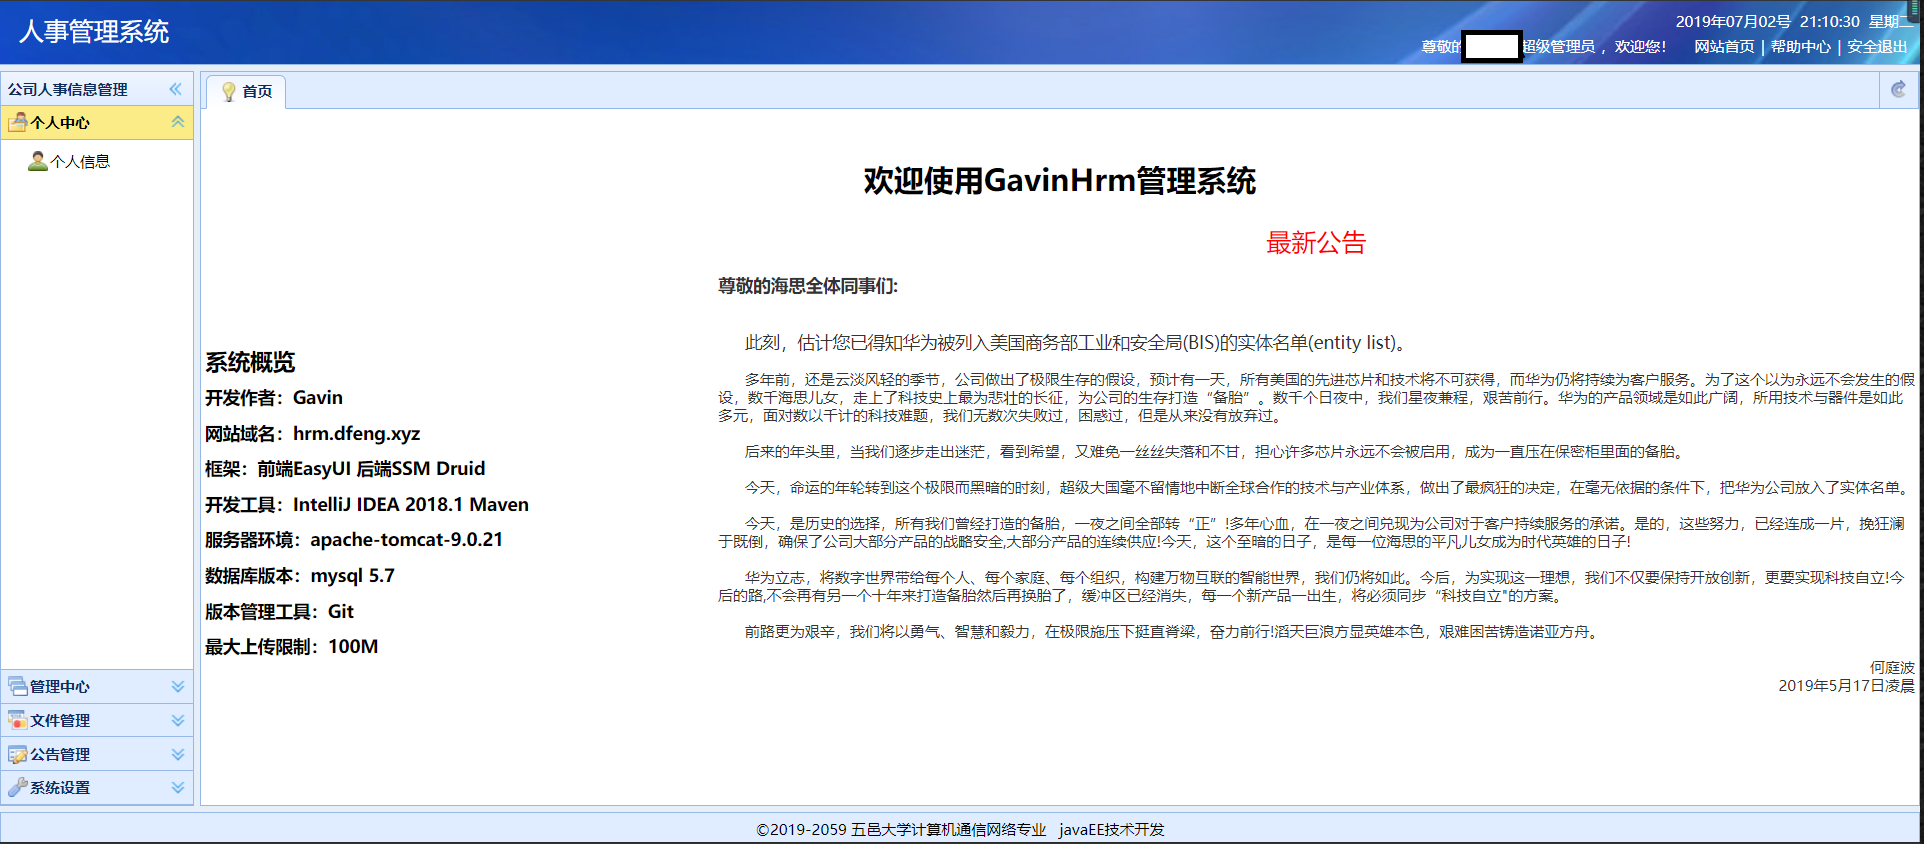 人事管理系统
2019年07月02号 21:10:30 星期二
尊敬的 超级管理员，欢迎您! 网站首页 | 帮助中心 | 安全退出
公司人事信息管理
首页
个人中心
个人信息
欢迎使用GavinHrm管理系统
最新公告
尊敬的海思全体同事们:
此刻，估计您已得知华为被列入美国商务部工业和安全局(BIS)的实体名单(entity list)。
多年前，还是云淡风轻的季节，公司做出了极限生存的假设，预计有一天，所有美国的先进芯片和技术将不可获得，而华为仍将持续为客户服务。为了这个以为永远不会发生的假
设，数千海思儿女，走上了科技史上最为悲壮的长征，为公司的生存打造“备胎”。数千个日夜中，我们星夜兼程，艰苦前行。华为的产品领域是如此广阔，所用技术与器件是如此
多元，面对数以千计的科技难题，我们无数次失败过，困惑过，但是从来没有放弃过。
后来的年头里，当我们逐步走出迷茫，看到希望，又难免一丝丝失落和不甘，担心许多芯片永远不会被启用，成为一直压在保密柜里面的备胎。
今天，命运的年轮转到这个极限而黑暗的时刻，超级大国毫不留情地中断全球合作的技术与产业体系，做出了最疯狂的决定，在毫无依据的条件下，把华为公司放入了实体名单。
今天，是历史的选择，所有我们曾经打造的备胎，一夜之间全部转“正”!多年心血，在一夜之间兑现为公司对于客户持续服务的承诺。是的，这些努力，已经连成一片，挽狂澜
于既倒，确保了公司大部分产品的战略安全,大部分产品的连续供应!今天，这个至暗的日子，是每一位海思的平凡儿女成为时代英雄的日子!
华为立志，将数字世界带给每个人、每个家庭、每个组织，构建万物互联的智能世界，我们仍将如此。今后，为实现这一理想，我们不仅要保持开放创新，更要实现科技自立!今
后的路,不会再有另一个十年来打造备胎然后再换胎了，缓冲区已经消失，每一个新产品一出生，将必须同步“科技自立"的方案。
前路更为艰辛，我们将以勇气、智慧和毅力，在极限施压下挺直脊梁，奋力前行!滔天巨浪方显英雄本色，艰难困苦铸造诺亚方舟。
何庭波
2019年5月17日凌晨
系统概览
开发作者：Gavin
网站域名：hrm.dfeng.xyz
框架：前端EasyUI 后端SSM Druid
开发工具：IntelliJ IDEA 2018.1 Maven
服务器环境：apache-tomcat-9.0.21
数据库版本：mysql 5.7
版本管理工具：Git
最大上传限制：100M
管理中心
文件管理
公告管理
系统设置
©2019-2059 五邑大学计算机通信网络专业 javaEE技术开发